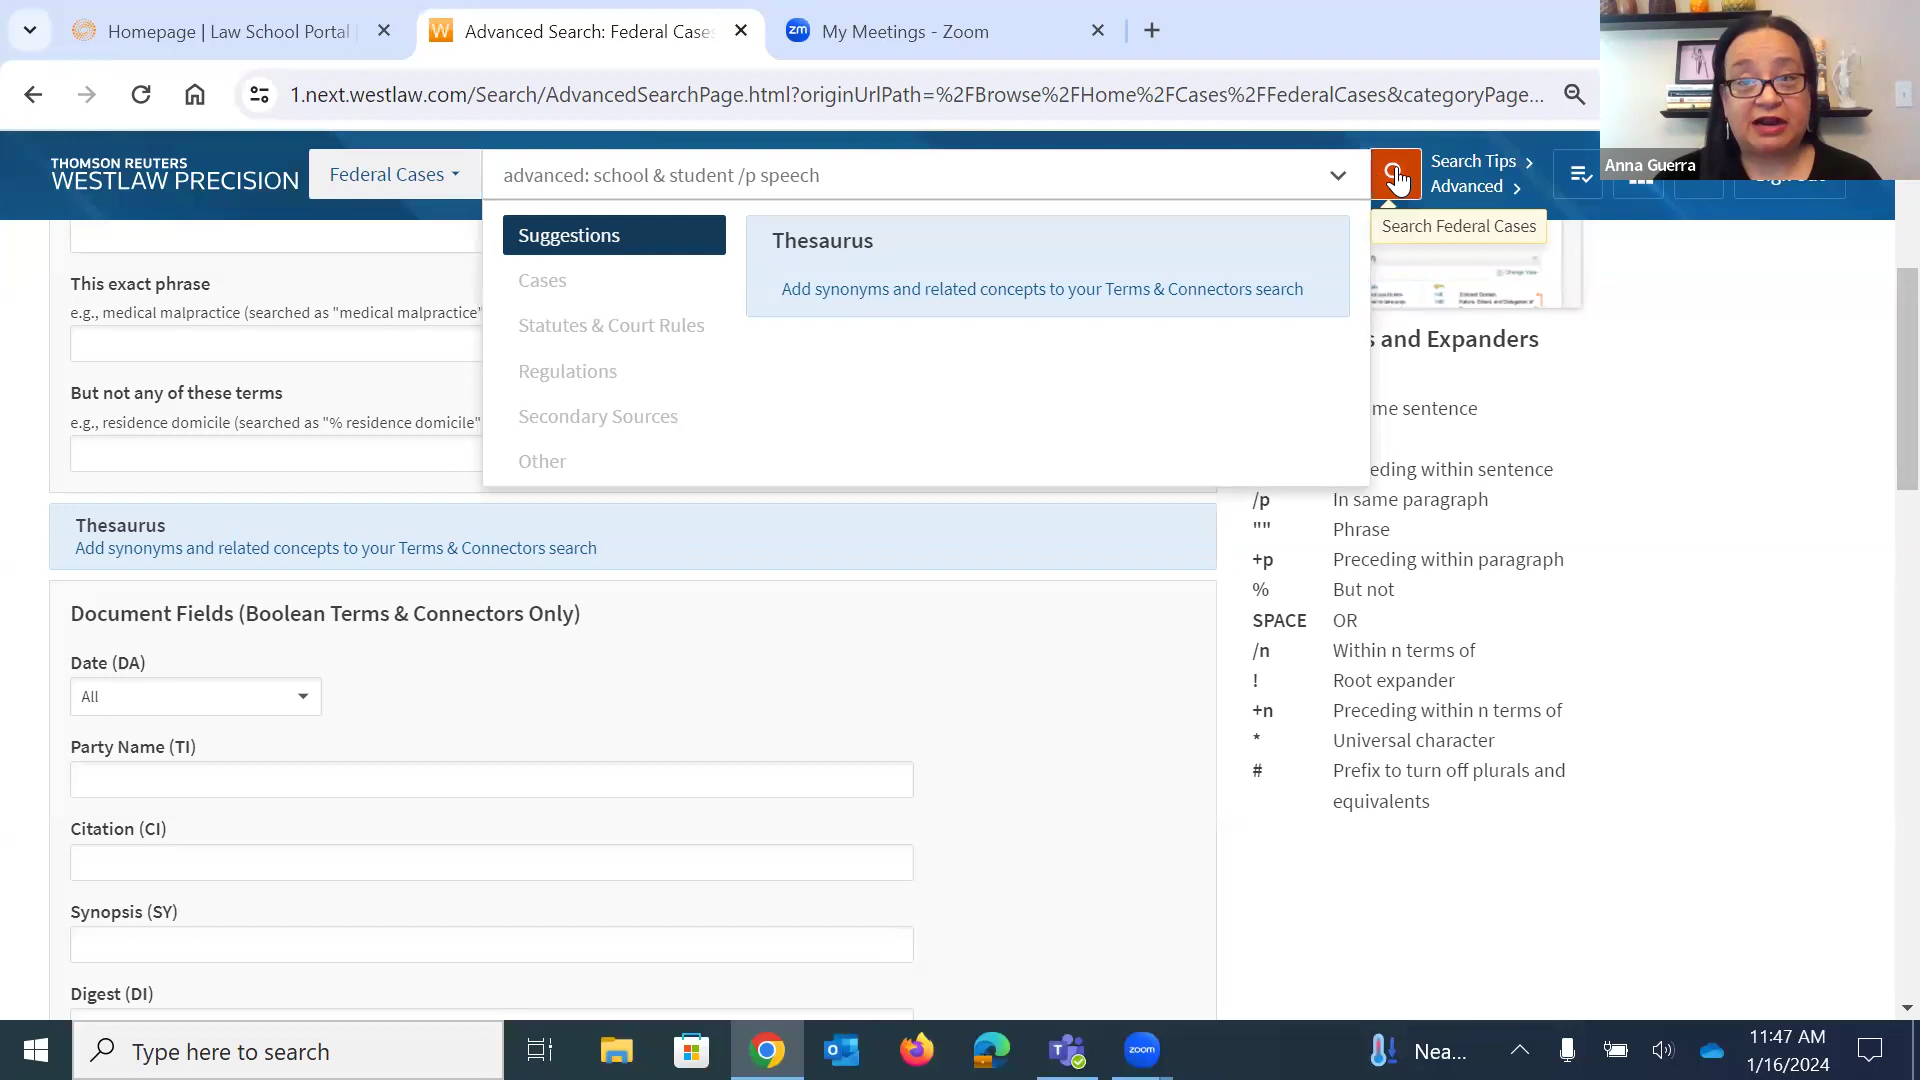 Homepage | Law School Portal
Advanced Search: Federal Cases
zm
My Meetings - Zoom
1.next.westlaw.com/Search/AdvancedSearchPage.html?originUrlPath=%2FBrowse%2FHome%2FCases%2FFederalCases&categoryPage...
THOMSON REUTERS
WESTLAW PRECISION
Federal Cases
advanced: school & student /p speech
Search Tips
Advanced
Anna Guerra
Search Federal Cases
Suggestions
Cases
Statutes & Court Rules
Regulations
Secondary Sources
Other
Thesaurus
Add synonyms and related concepts to your Terms & Connectors search
This exact phrase
e.g., medical malpractice (searched as "medical malpractice"
But not any of these terms
e.g., residence domicile (searched as "% residence domicile"
Thesaurus
Add synonyms and related concepts to your Terms & Connectors search
Document Fields (Boolean Terms & Connectors Only)
Date (DA)
All
Party Name (TI)
Citation (CI)
Synopsis (SY)
Digest (DI)
s and Expanders
me sentence
eding within sentence
/p In same paragraph
"" Phrase
+p Preceding within paragraph
% But not
SPACE OR
/n Within n terms of
! Root expander
+n Preceding within n terms of
* Universal character
# Prefix to turn off plurals and
equivalents
Type here to search
zoom
Nea...
11:47 AM
1/16/2024